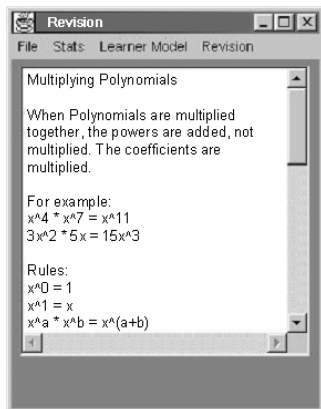 Revision
File Stats Learner Model Revision
Multiplying Polynomials
When Polynomials are multiplied
together, the powers are added, not
multiplied. The coefficients are
multiplied.
For example:
x^4 * x^7 = x^11
3x^2 * 5x = 15x^3
Rules:
x^0 = 1
x^1 = x
x^a * x^b = x^(a+b)